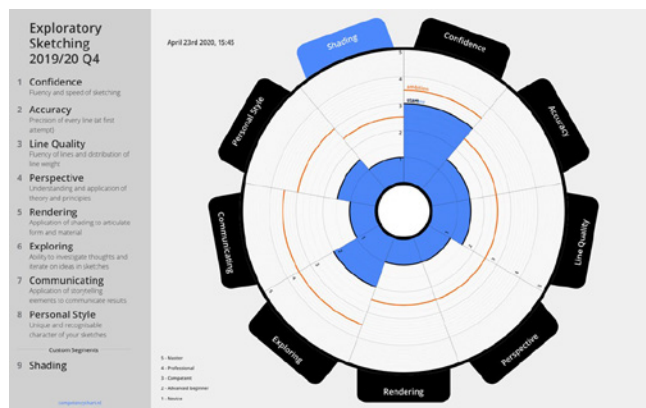 Exploratory
Sketching
2019/20 Q4
1 Confidence
Fluency and speed of sketching
2 Accuracy
Precision of every line (at first
attempt)
3 Line Quality
Fluency of lines and distribution of
line weight
4 Perspective
Understanding and application of
theory and principles
5 Rendering
Application of shading to articulate
form and material
6 Exploring
Ability to investigate thoughts and
iterate on ideas in sketches
7 Communicating
Application of storytelling
elements to communicate results
8 Personal Style
Unique and recognisable
character of your sketches
Custom Segments
9 Shading
April 23rd 2020, 15:45
Shading
Confidence
Accuracy
Line Quality
Perspective
Rendering
Exploring
Communicating
Personal Style
5
4
3
2
5 - Master
4 - Professional
3 - Competent
2 - Advanced beginner
1 - Novice